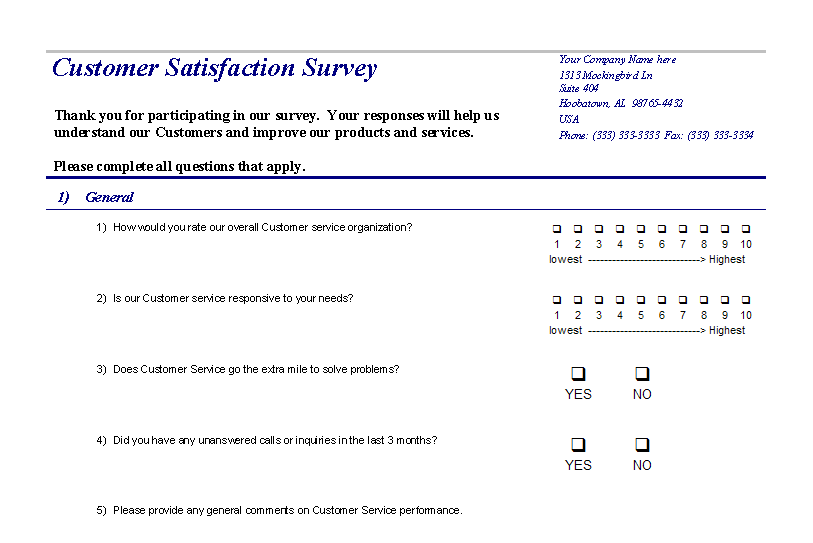 Customer Satisfaction Survey
Your Company Name here
1313 Mockingbird Ln
Suite 404
Hoobatown, AL 98765-4432
USA
Phone: (333) 333-3333 Fax: (333) 333-3334
Thank you for participating in our survey. Your responses will help us
understand our Customers and improve our products and services.
Please complete all questions that apply.
1) General
1) How would you rate our overall Customer service organization?
1 2 3 4 5 6 7 8 9 10
lowest ----------------------------> Highest
2) Is our Customer service responsive to your needs?
1 2 3 4 5 6 7 8 9 10
lowest ----------------------------> Highest
3) Does Customer Service go the extra mile to solve problems?
YES NO
4) Did you have any unanswered calls or inquiries in the last 3 months?
YES NO
5) Please provide any general comments on Customer Service performance.